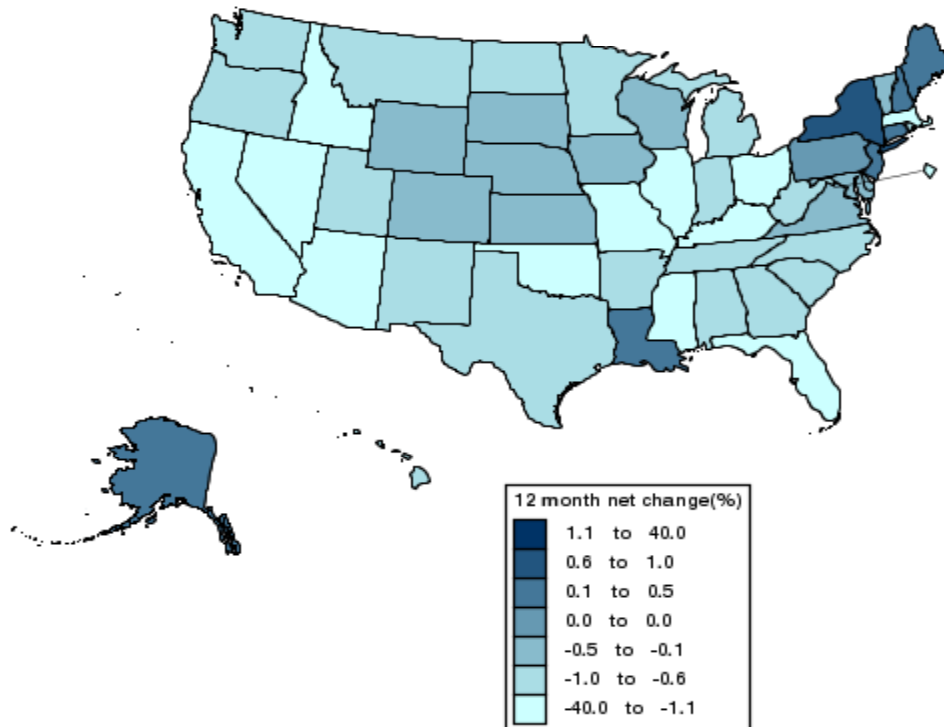 12 month net change(%)
1.1 to 40.0
0.6 to 1.0
0.1 to 0.5
0.0 to 0.0
-0.5 to -0.1
-1.0 to -0.6
-40.0 to -1.1